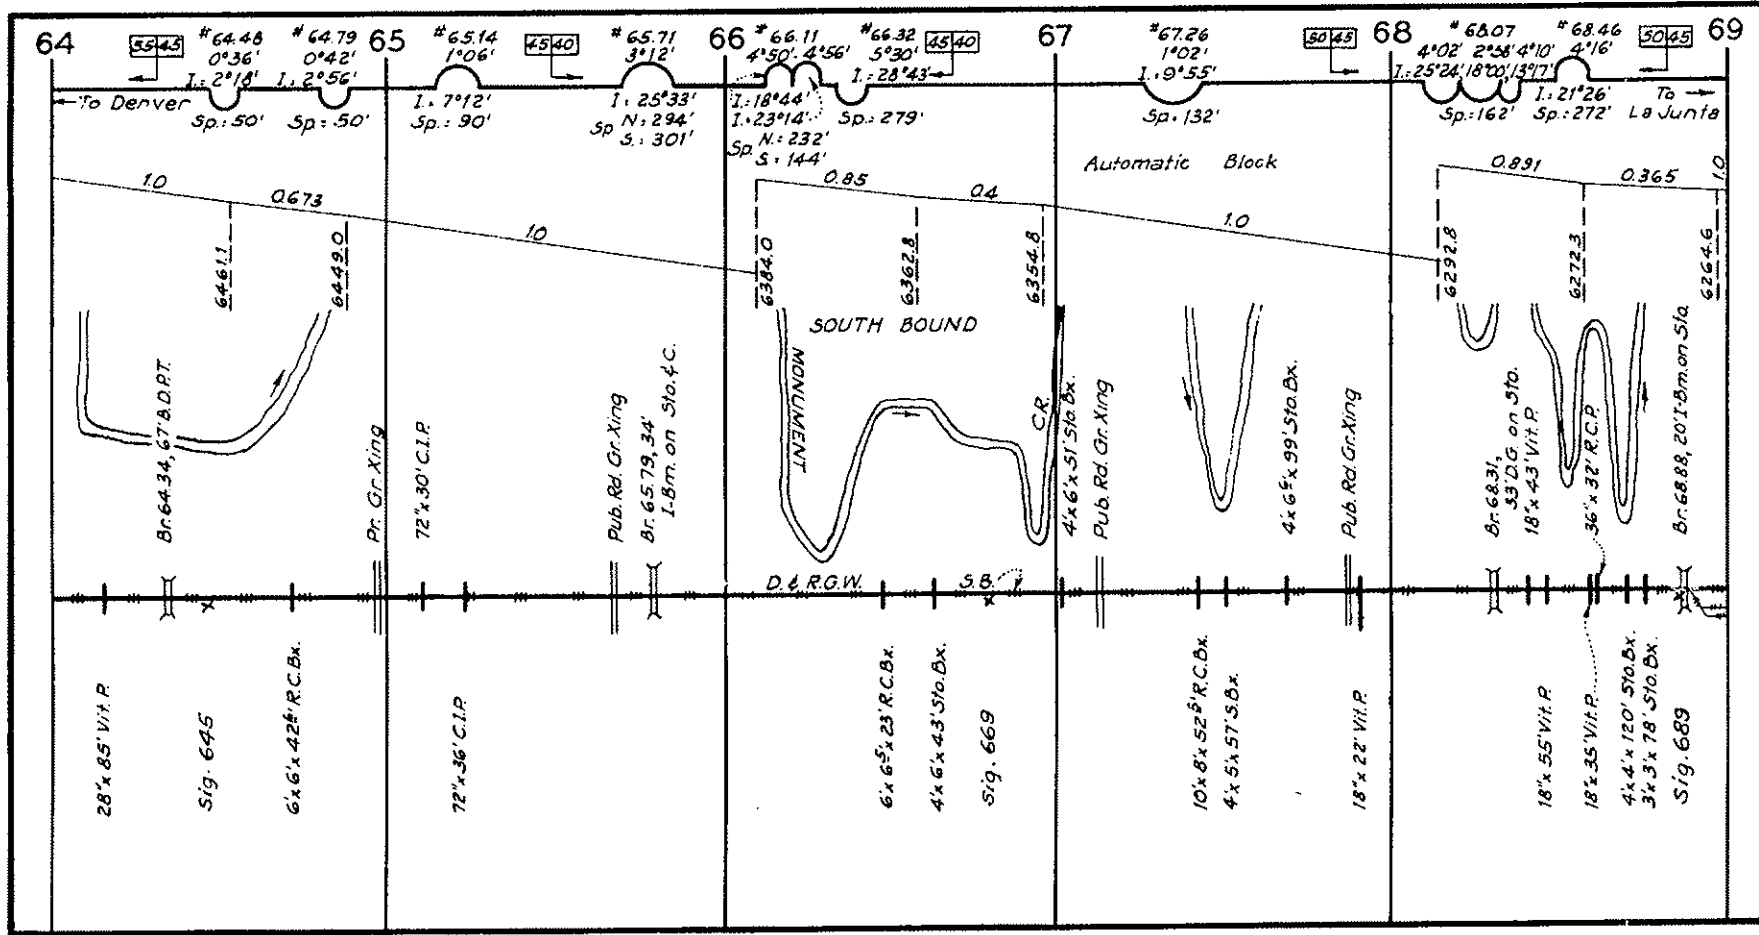 64 65 66 67 68 69
55 45
#64.48
0°36'
I.: 2°18'
Sp.: 50'
#64.79
0°42'
I.: 2°56'
Sp.: 50'
#65.14
1°06'
I.: 7°12'
Sp.: 90'
45 40
#65.71
3°12'
I.: 25°33'
Sp. N.: 294'
S.: 301'
#66.11
4°50'- 4°56'
I.: 18°44'
I.: 23°14'
Sp. N.: 232'
S.: 144'
#66.32
5°30'
I.: 28°43'
Sp.: 279'
45 40
#67.26
1°02'
I.: 9°55'
Sp. 132'
50 45
#68.07
4°02' 2°38' 4°10'
I.: 25°24' 18°00' 13°17'
Sp.: 162'
#68.46
4°16'
I.: 21°26'
Sp.: 272'
50 45
To Denver
To
La Junta
Automatic Block
1.0
0.673
1.0
0.85
0.4
1.0
0.891
0.365
1.0
6461.1
6449.0
6384.0
6362.8
6354.8
6292.8
6272.3
6264.6
SOUTH BOUND
MONUMENT
CR.
Br. 64.34, 67' B.D.P.T.
Pr. Gr. Xing
72" x 30' C.I.P.
Pub. Rd. Gr. Xing
Br. 65.79, 34'
I-Bm. on Sto. & C.
4' x 6' x 51' Sto. Bx.
Pub. Rd. Gr. Xing
4' x 6⁶' x 99' Sto. Bx.
Pub. Rd. Gr. Xing
Br. 68.31,
33' D.G. on Sto.
18" x 43' Vit. P.
36" x 32' R.C.P.
Br. 68.88, 20' I-Bm. on Sto.
D. & R.G.W.
S.B.
28" x 85' Vit. P.
Sig. 645
6' x 6' x 42⁶' R.C. Bx.
72" x 36' C.I.P.
6' x 6⁵' x 23' R.C. Bx.
4' x 6' x 43' Sto. Bx.
Sig. 669
10' x 8' x 52⁵' R.C. Bx.
4' x 5' x 57' S. Bx.
18" x 22' Vit. P.
18" x 55' Vit. P.
18" x 35' Vit. P.
4' x 4' x 120' Sto. Bx.
3' x 3' x 78' Sto. Bx.
Sig. 689